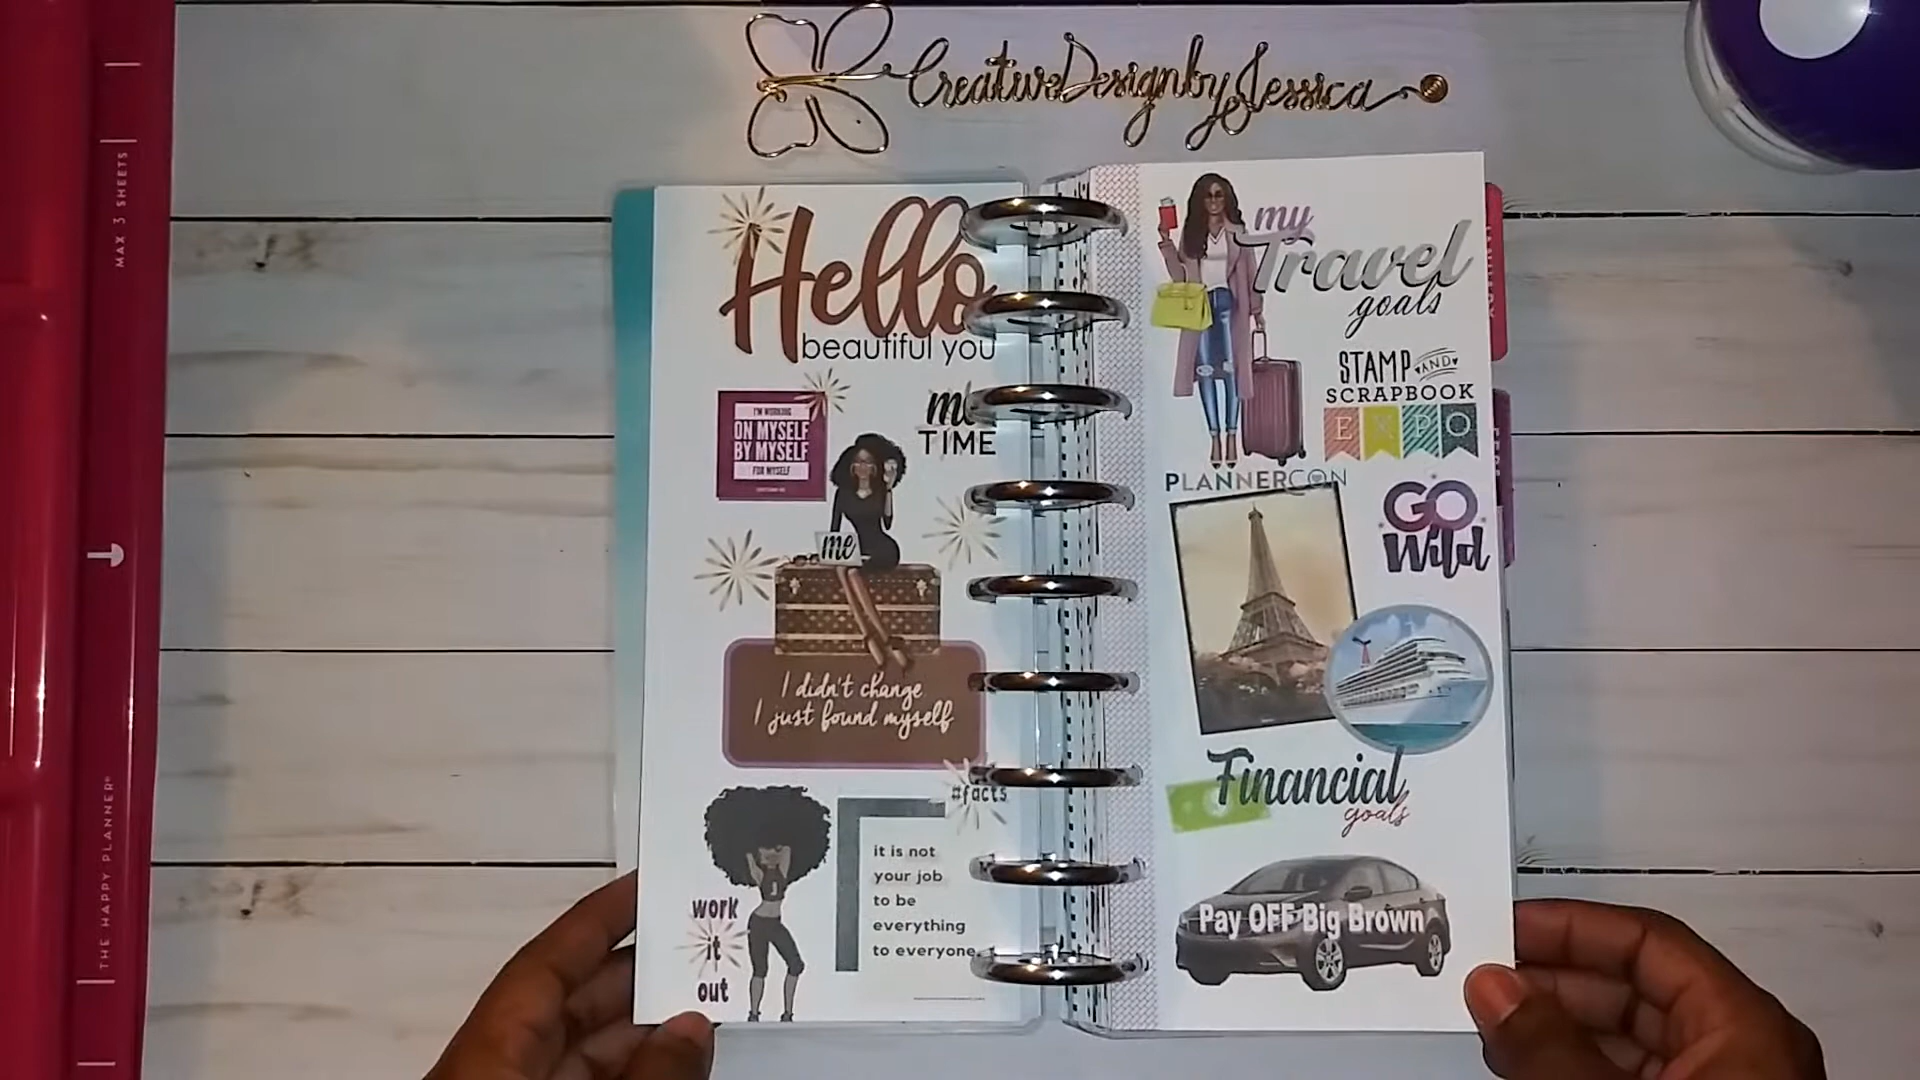 CreativeDesignbyJessica
MAX 3 SHEETS
THE HAPPY PLANNER®
Hello
beautiful you
I'M WORKING
ON MYSELF
BY MYSELF
FOR MYSELF
me
TIME
me
I didn't change
I just found myself
#facts
it is not
your job
to be
everything
to everyone.
work
it
out
my
Travel
goals
STAMP AND
SCRAPBOOK
EXPO
PLANNERCON
GO
Wild
Financial
goals
Pay OFF Big Brown